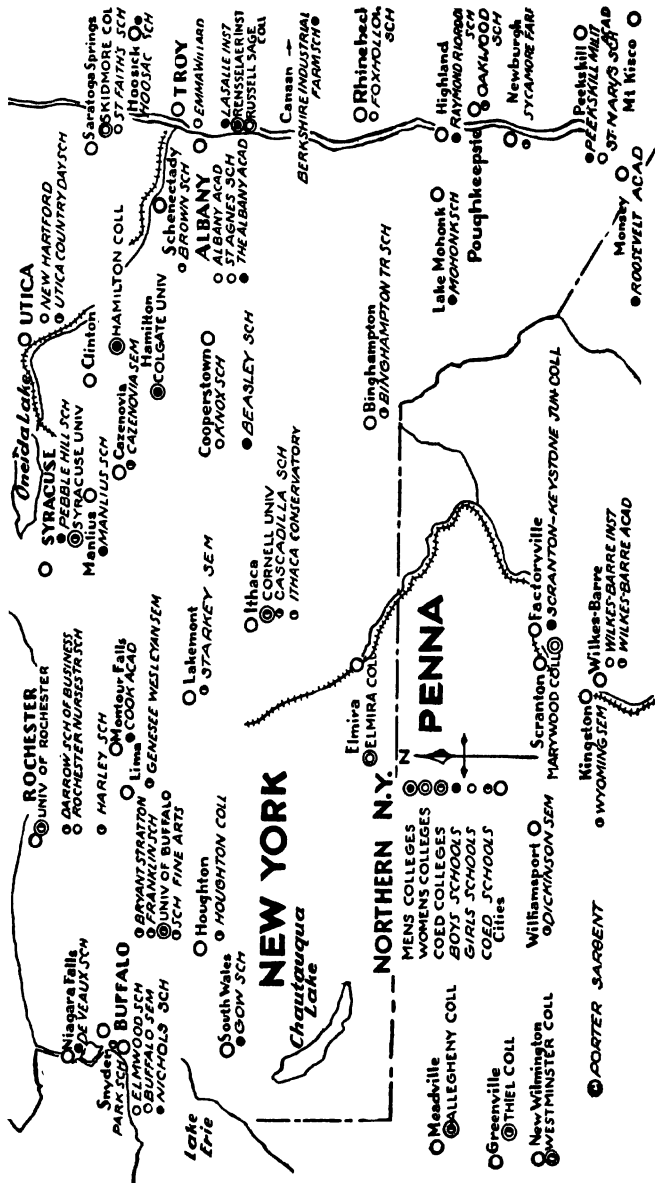 Niagara Falls
DE VEAUX SCH
Snyder
PARK SCH
BUFFALO
ELMWOOD SCH
BUFFALO SEM
NICHOLS SCH
Lake
Erie
ROCHESTER
UNIV OF ROCHESTER
DARROW SCH OF BUSINESS
ROCHESTER NURSES TR SCH
HARLEY SCH
Montour Falls
COOK ACAD
Lima
GENESEE WESLEYAN SEM
BRYANT STRATTON
FRANKLIN SCH
UNIV OF BUFFALO
SCH FINE ARTS
Houghton
HOUGHTON COLL
South Wales
GOW SCH
NEW YORK
Chautauqua
Lake
Oneida Lake
SYRACUSE
PEBBLE HILL SCH
SYRACUSE UNIV
Manlius
MANLIUS SCH
UTICA
NEW HARTFORD
UTICA COUNTRY DAY SCH
Clinton
HAMILTON COLL
Cazenovia
CAZENOVIA SEM
Hamilton
COLGATE UNIV
Lakemont
STARKEY SEM
Ithaca
CORNELL UNIV
CASCADILLA SCH
ITHACA CONSERVATORY
Cooperstown
KNOX SCH
BEASLEY SCH
Saratoga Springs
SKIDMORE COL
ST FAITHS SCH
Hoosick
HOOSAC SCH
TROY
EMMA WILLARD
LA SALLE INST
RENSSELAER INST
RUSSELL SAGE
COLL
Schenectady
BROWN SCH
ALBANY
ALBANY ACAD
ST AGNES SCH
THE ALBANY ACAD
Canaan →
BERKSHIRE INDUSTRIAL
FARM SCH
Rhinebeck
FOXHOLLOW
SCH
Elmira
ELMIRA COL
Binghampton
BINGHAMPTON TR SCH
Lake Mohonk
MOHONK SCH
Highland
RAYMOND RIORDON
SCH
Poughkeepsie
OAKWOOD
SCH
Newburgh
SYCAMORE FARS
Peekskill
PEEKSKILL MILIT
ACAD
ST MARYS SCH
Mt Kisco
Monsey
ROOSEVELT ACAD
NORTHERN N.Y.
PENNA
N
MENS COLLEGES
WOMENS COLLEGES
COED COLLEGES
BOYS SCHOOLS
GIRLS SCHOOLS
COED SCHOOLS
Cities
Meadville
ALLEGHENY COLL
Greenville
THIEL COLL
New Wilmington
WESTMINSTER COLL
Williamsport
DICKINSON SEM
Scranton
MARYWOOD COLL
Factoryville
SCRANTON-KEYSTONE JUN COLL
Kingston
WYOMING SEM
Wilkes-Barre
WILKES-BARRE INST
WILKES-BARRE ACAD
© PORTER SARGENT